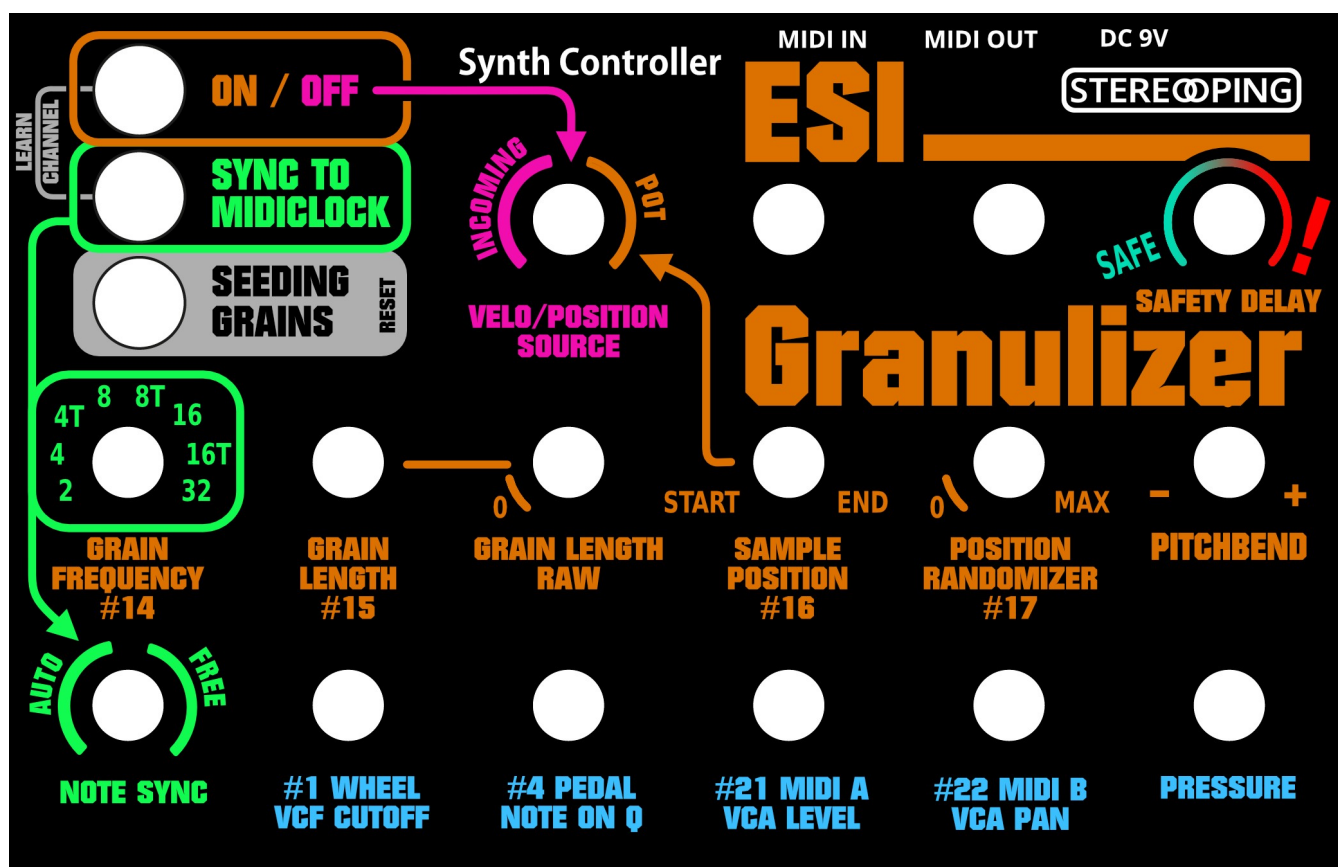 Synth Controller
MIDI IN
MIDI OUT
DC 9V
STEREOOPING
ESI
Granulizer
LEARN
CHANNEL
ON / OFF
SYNC TO
MIDICLOCK
SEEDING
GRAINS
RESET
INCOMING
POT
VELO/POSITION
SOURCE
SAFE
!
SAFETY DELAY
2
4
4T
8
8T
16
16T
32
GRAIN
FREQUENCY
#14
GRAIN
LENGTH
#15
0
GRAIN LENGTH
RAW
START
END
SAMPLE
POSITION
#16
0
MAX
POSITION
RANDOMIZER
#17
-
+
PITCHBEND
AUTO
FREE
NOTE SYNC
#1 WHEEL
VCF CUTOFF
#4 PEDAL
NOTE ON Q
#21 MIDI A
VCA LEVEL
#22 MIDI B
VCA PAN
PRESSURE